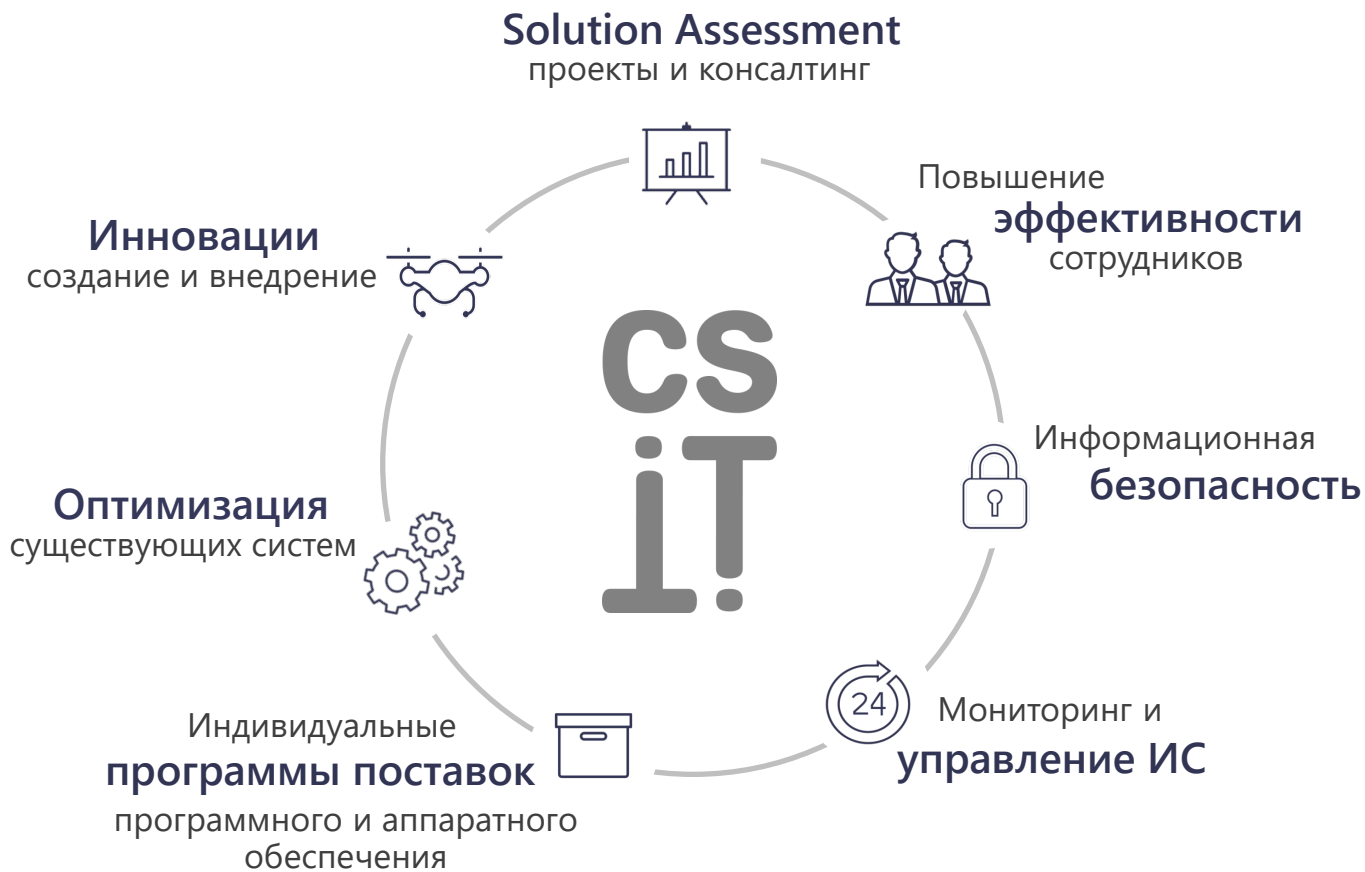 Solution Assessment
проекты и консалтинг
Повышение
эффективности
сотрудников
Информационная
безопасность
24
Мониторинг и
управление ИС
Индивидуальные
программы поставок
программного и аппаратного
обеспечения
Оптимизация
существующих систем
Инновации
создание и внедрение
cs
iT